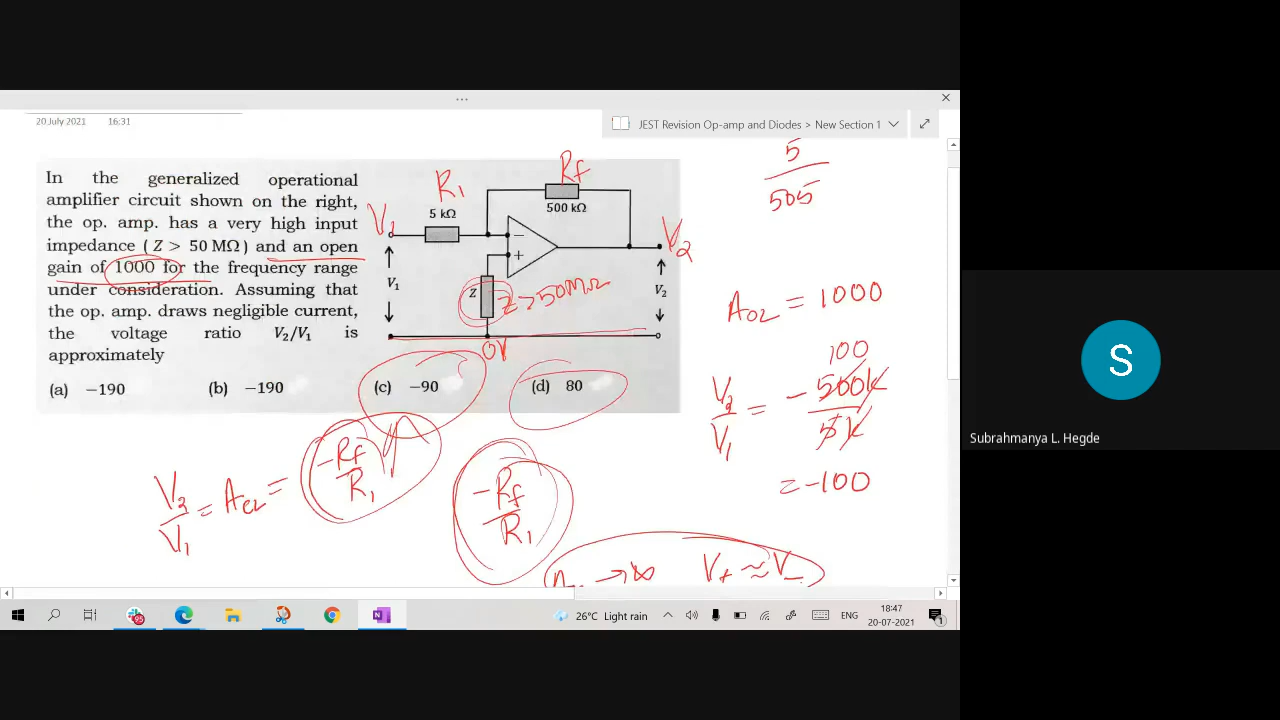 20 July 2021 16:31
JEST Revision Op-amp and Diodes > New Section 1
5
505
In the generalized operational
amplifier circuit shown on the right,
the op. amp. has a very high input
impedance (Z > 50 MΩ) and an open
gain of 1000 for the frequency range
under consideration. Assuming that
the op. amp. draws negligible current,
the voltage ratio V2/V1 is
approximately
(a) −190 (b) −190 (c) −90 (d) 80
R1
5 kΩ
Rf
500 kΩ
V1
V2
−
+
V1
Z
Z>50MΩ
V2
0V
AOL = 1000
100
V2/V1 = -500k/5k
= -100
V2/V1 = ACL = -Rf/R1
-Rf/R1
→∞ V+ ≈ V-
Subrahmanya L. Hegde
S
95
26°C Light rain
ENG
18:47
20-07-2021
1